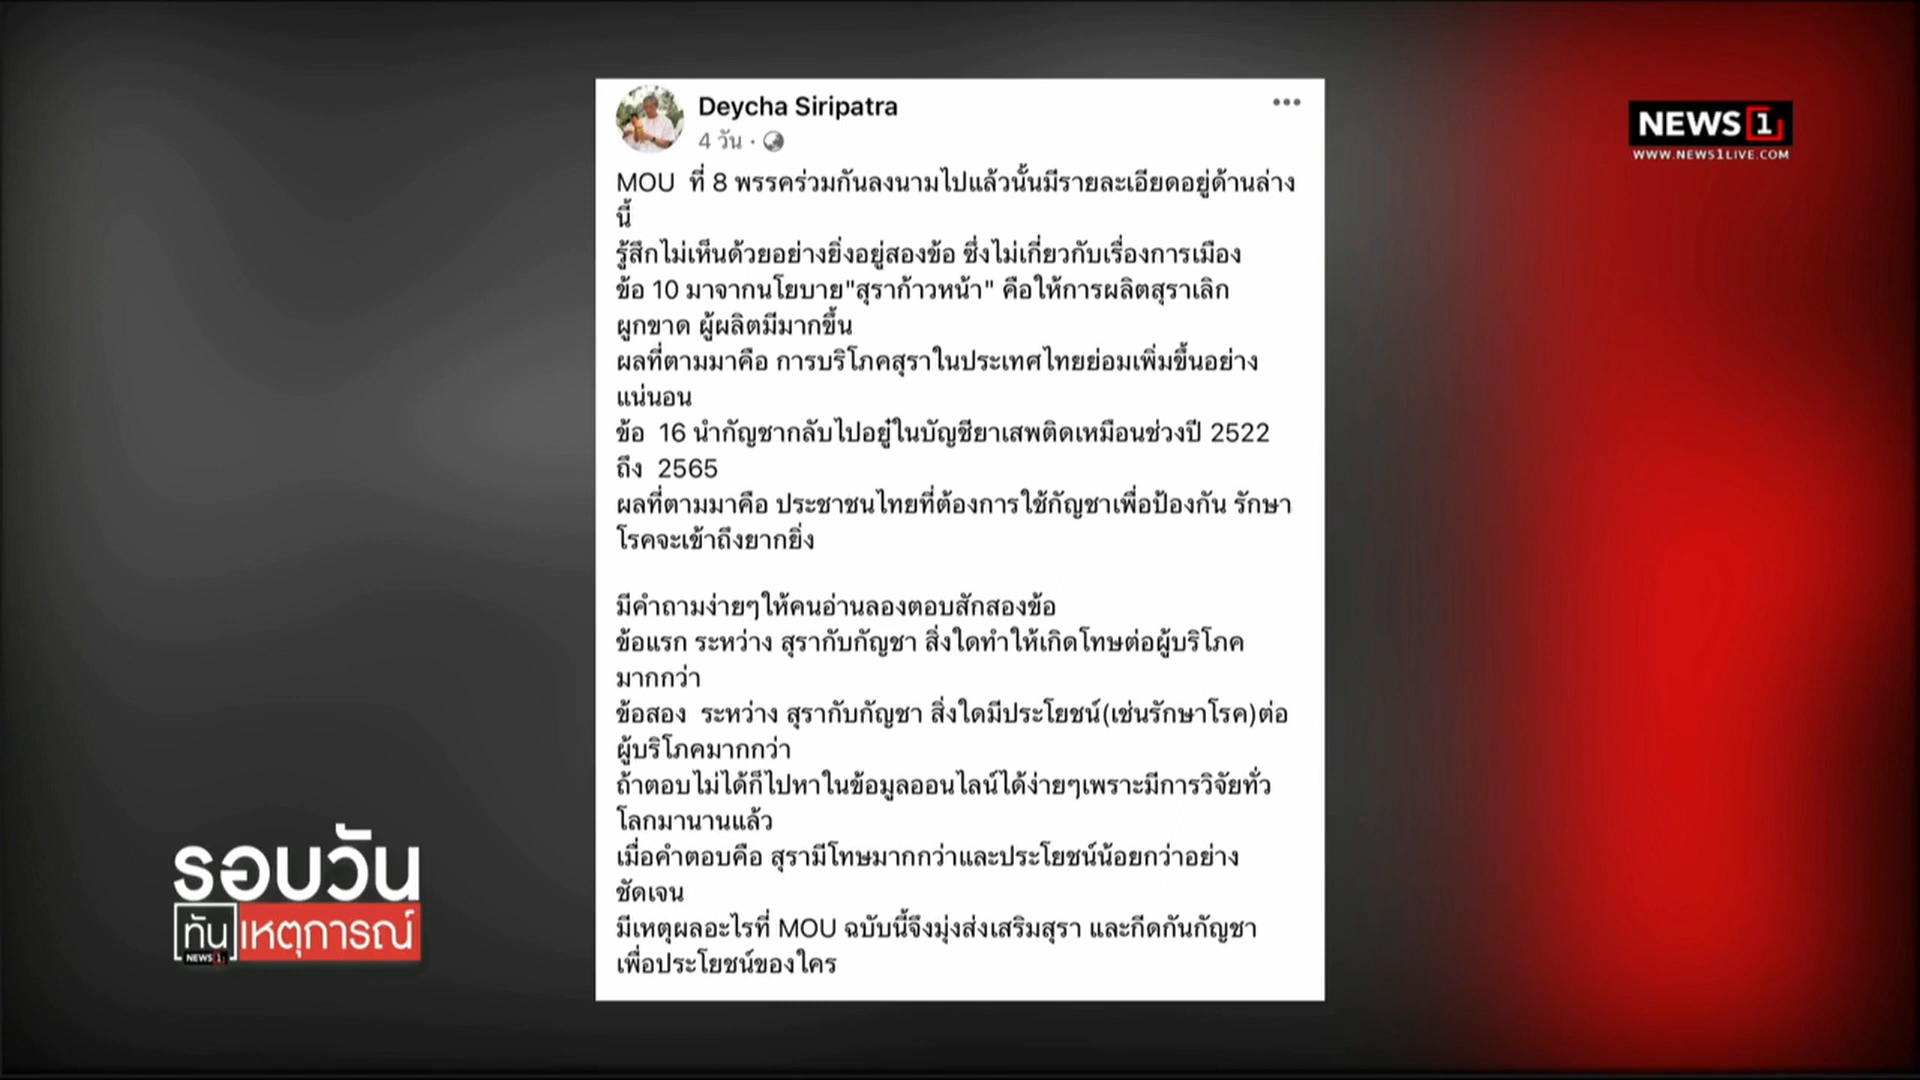 Deycha Siripatra
4 วัน ·
MOU ที่ 8 พรรคร่วมกันลงนามไปแล้วนั้นมีรายละเอียดอยู่ด้านล่าง
นี้
รู้สึกไม่เห็นด้วยอย่างยิ่งอยู่สองข้อ ซึ่งไม่เกี่ยวกับเรื่องการเมือง
ข้อ 10 มาจากนโยบาย"สุราก้าวหน้า" คือให้การผลิตสุราเลิก
ผูกขาด ผู้ผลิตมีมากขึ้น
ผลที่ตามมาคือ การบริโภคสุราในประเทศไทยย่อมเพิ่มขึ้นอย่าง
แน่นอน
ข้อ 16 นำกัญชากลับไปอยู่ในบัญชียาเสพติดเหมือนช่วงปี 2522
ถึง 2565
ผลที่ตามมาคือ ประชาชนไทยที่ต้องการใช้กัญชาเพื่อป้องกัน รักษา
โรคจะเข้าถึงยากยิ่ง
มีคำถามง่ายๆให้คนอ่านลองตอบสักสองข้อ
ข้อแรก ระหว่าง สุรากับกัญชา สิ่งใดทำให้เกิดโทษต่อผู้บริโภค
มากกว่า
ข้อสอง ระหว่าง สุรากับกัญชา สิ่งใดมีประโยชน์(เช่นรักษาโรค)ต่อ
ผู้บริโภคมากกว่า
ถ้าตอบไม่ได้ก็ไปหาในข้อมูลออนไลน์ได้ง่ายๆเพราะมีการวิจัยทั่ว
โลกมานานแล้ว
เมื่อคำตอบคือ สุรามีโทษมากกว่าและประโยชน์น้อยกว่าอย่าง
ชัดเจน
มีเหตุผลอะไรที่ MOU ฉบับนี้จึงมุ่งส่งเสริมสุรา และกีดกันกัญชา
เพื่อประโยชน์ของใคร
NEWS 1
WWW.NEWS1LIVE.COM
รอบวัน
ทัน เหตุการณ์
NEWS 1